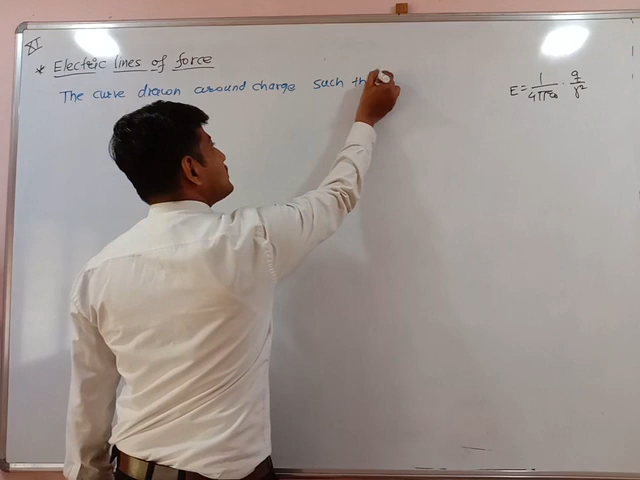 XI
* Electric lines of force
The curve drawn around charge such th
E = 1/4πε₀ · q/r²